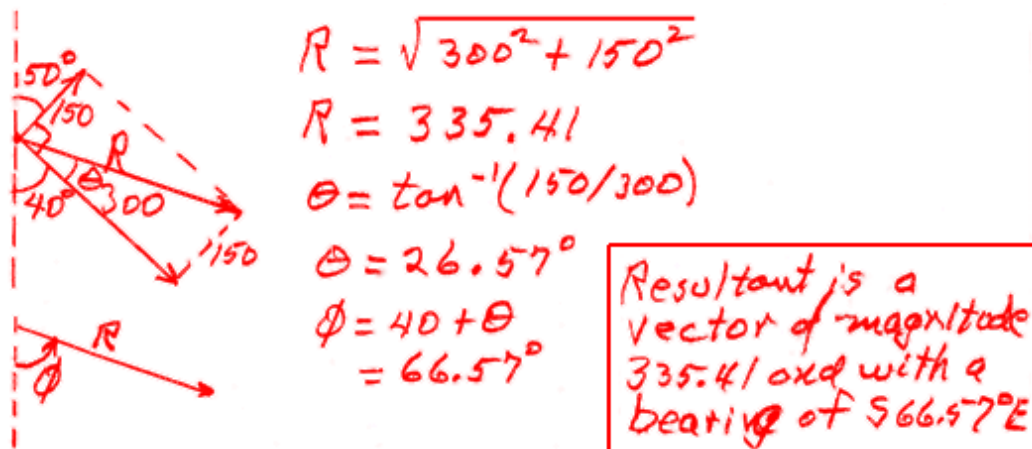 50°
150
R
θ
40°
300
150
R
ϕ
R = √300² + 150²
R = 335.41
θ = tan⁻¹(150/300)
θ = 26.57°
ϕ = 40 + θ
= 66.57°
Resultant is a
vector of magnitude
335.41 and with a
bearing of S66.57°E